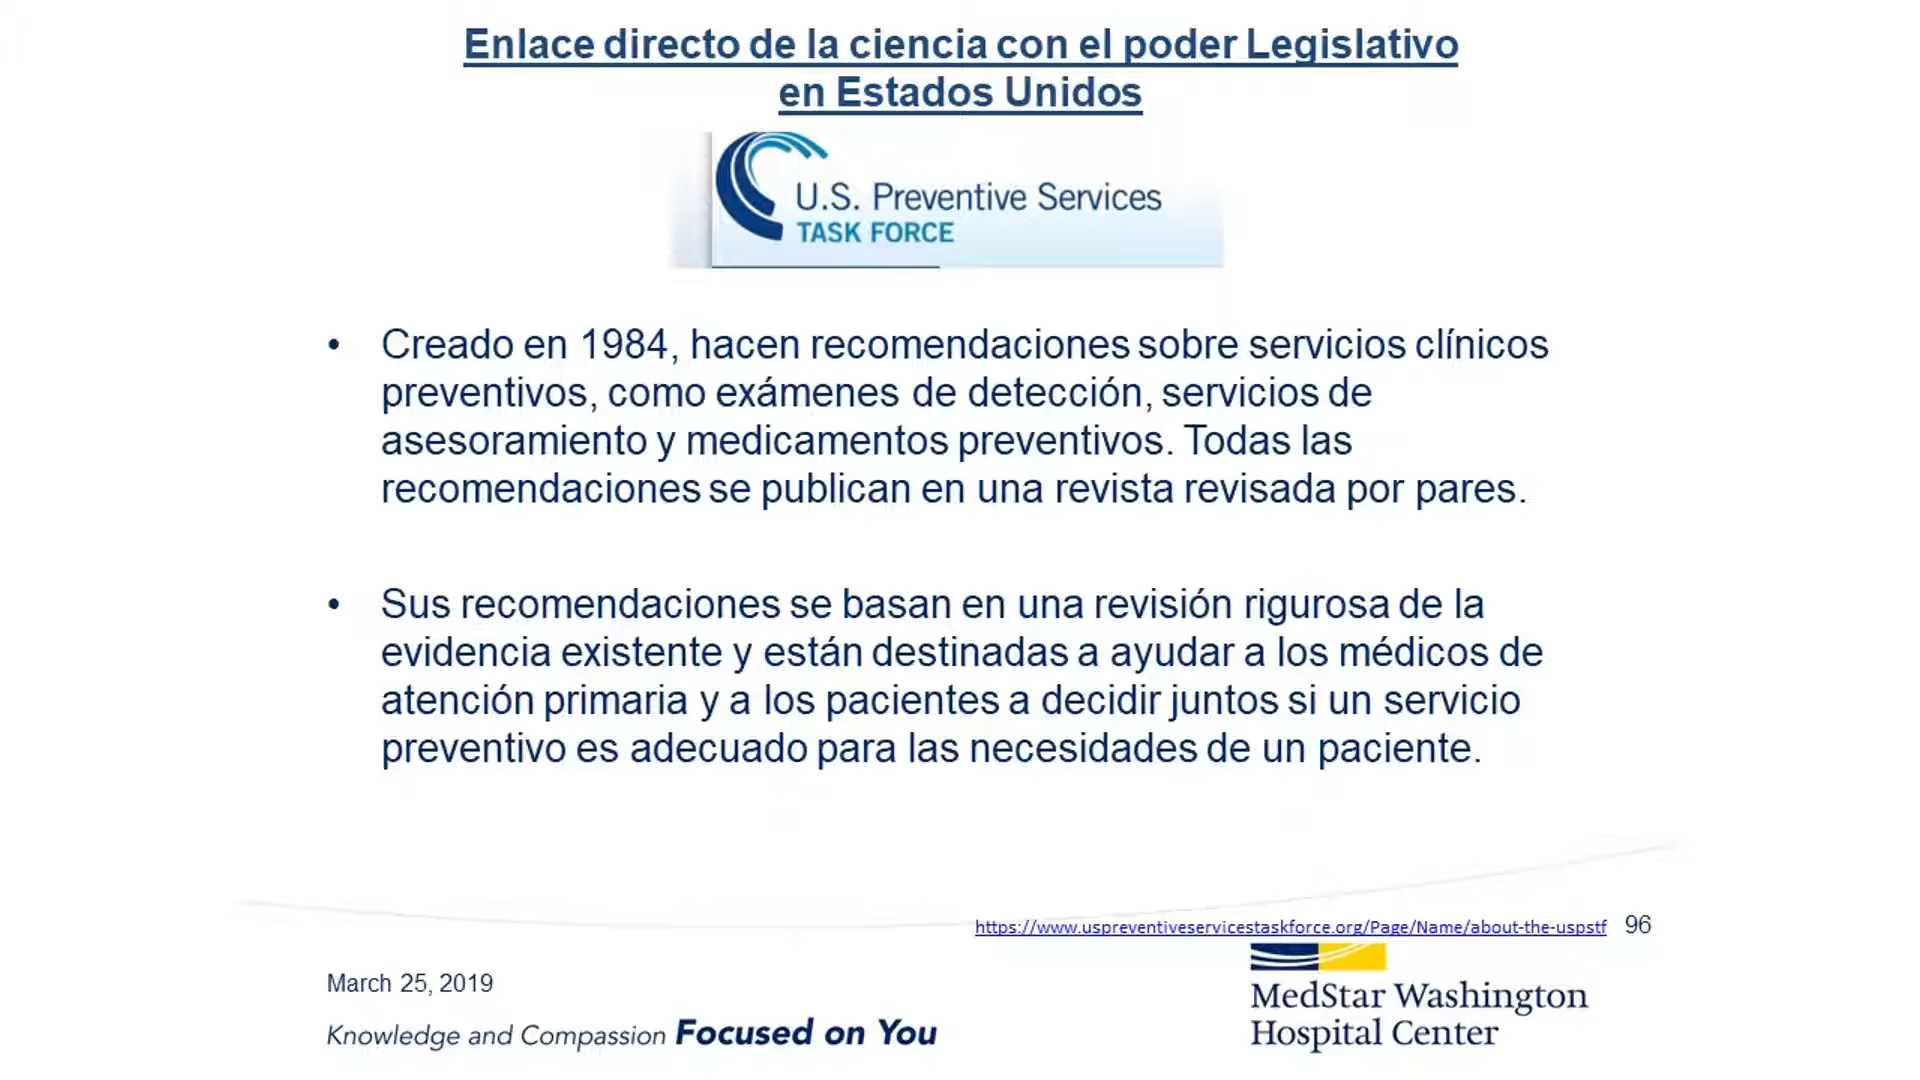 Enlace directo de la ciencia con el poder Legislativo
en Estados Unidos
U.S. Preventive Services
TASK FORCE
• Creado en 1984, hacen recomendaciones sobre servicios clínicos
preventivos, como exámenes de detección, servicios de
asesoramiento y medicamentos preventivos. Todas las
recomendaciones se publican en una revista revisada por pares.
• Sus recomendaciones se basan en una revisión rigurosa de la
evidencia existente y están destinadas a ayudar a los médicos de
atención primaria y a los pacientes a decidir juntos si un servicio
preventivo es adecuado para las necesidades de un paciente.
https://www.uspreventiveservicestaskforce.org/Page/Name/about-the-uspstf 96
March 25, 2019
Knowledge and Compassion Focused on You
MedStar Washington
Hospital Center